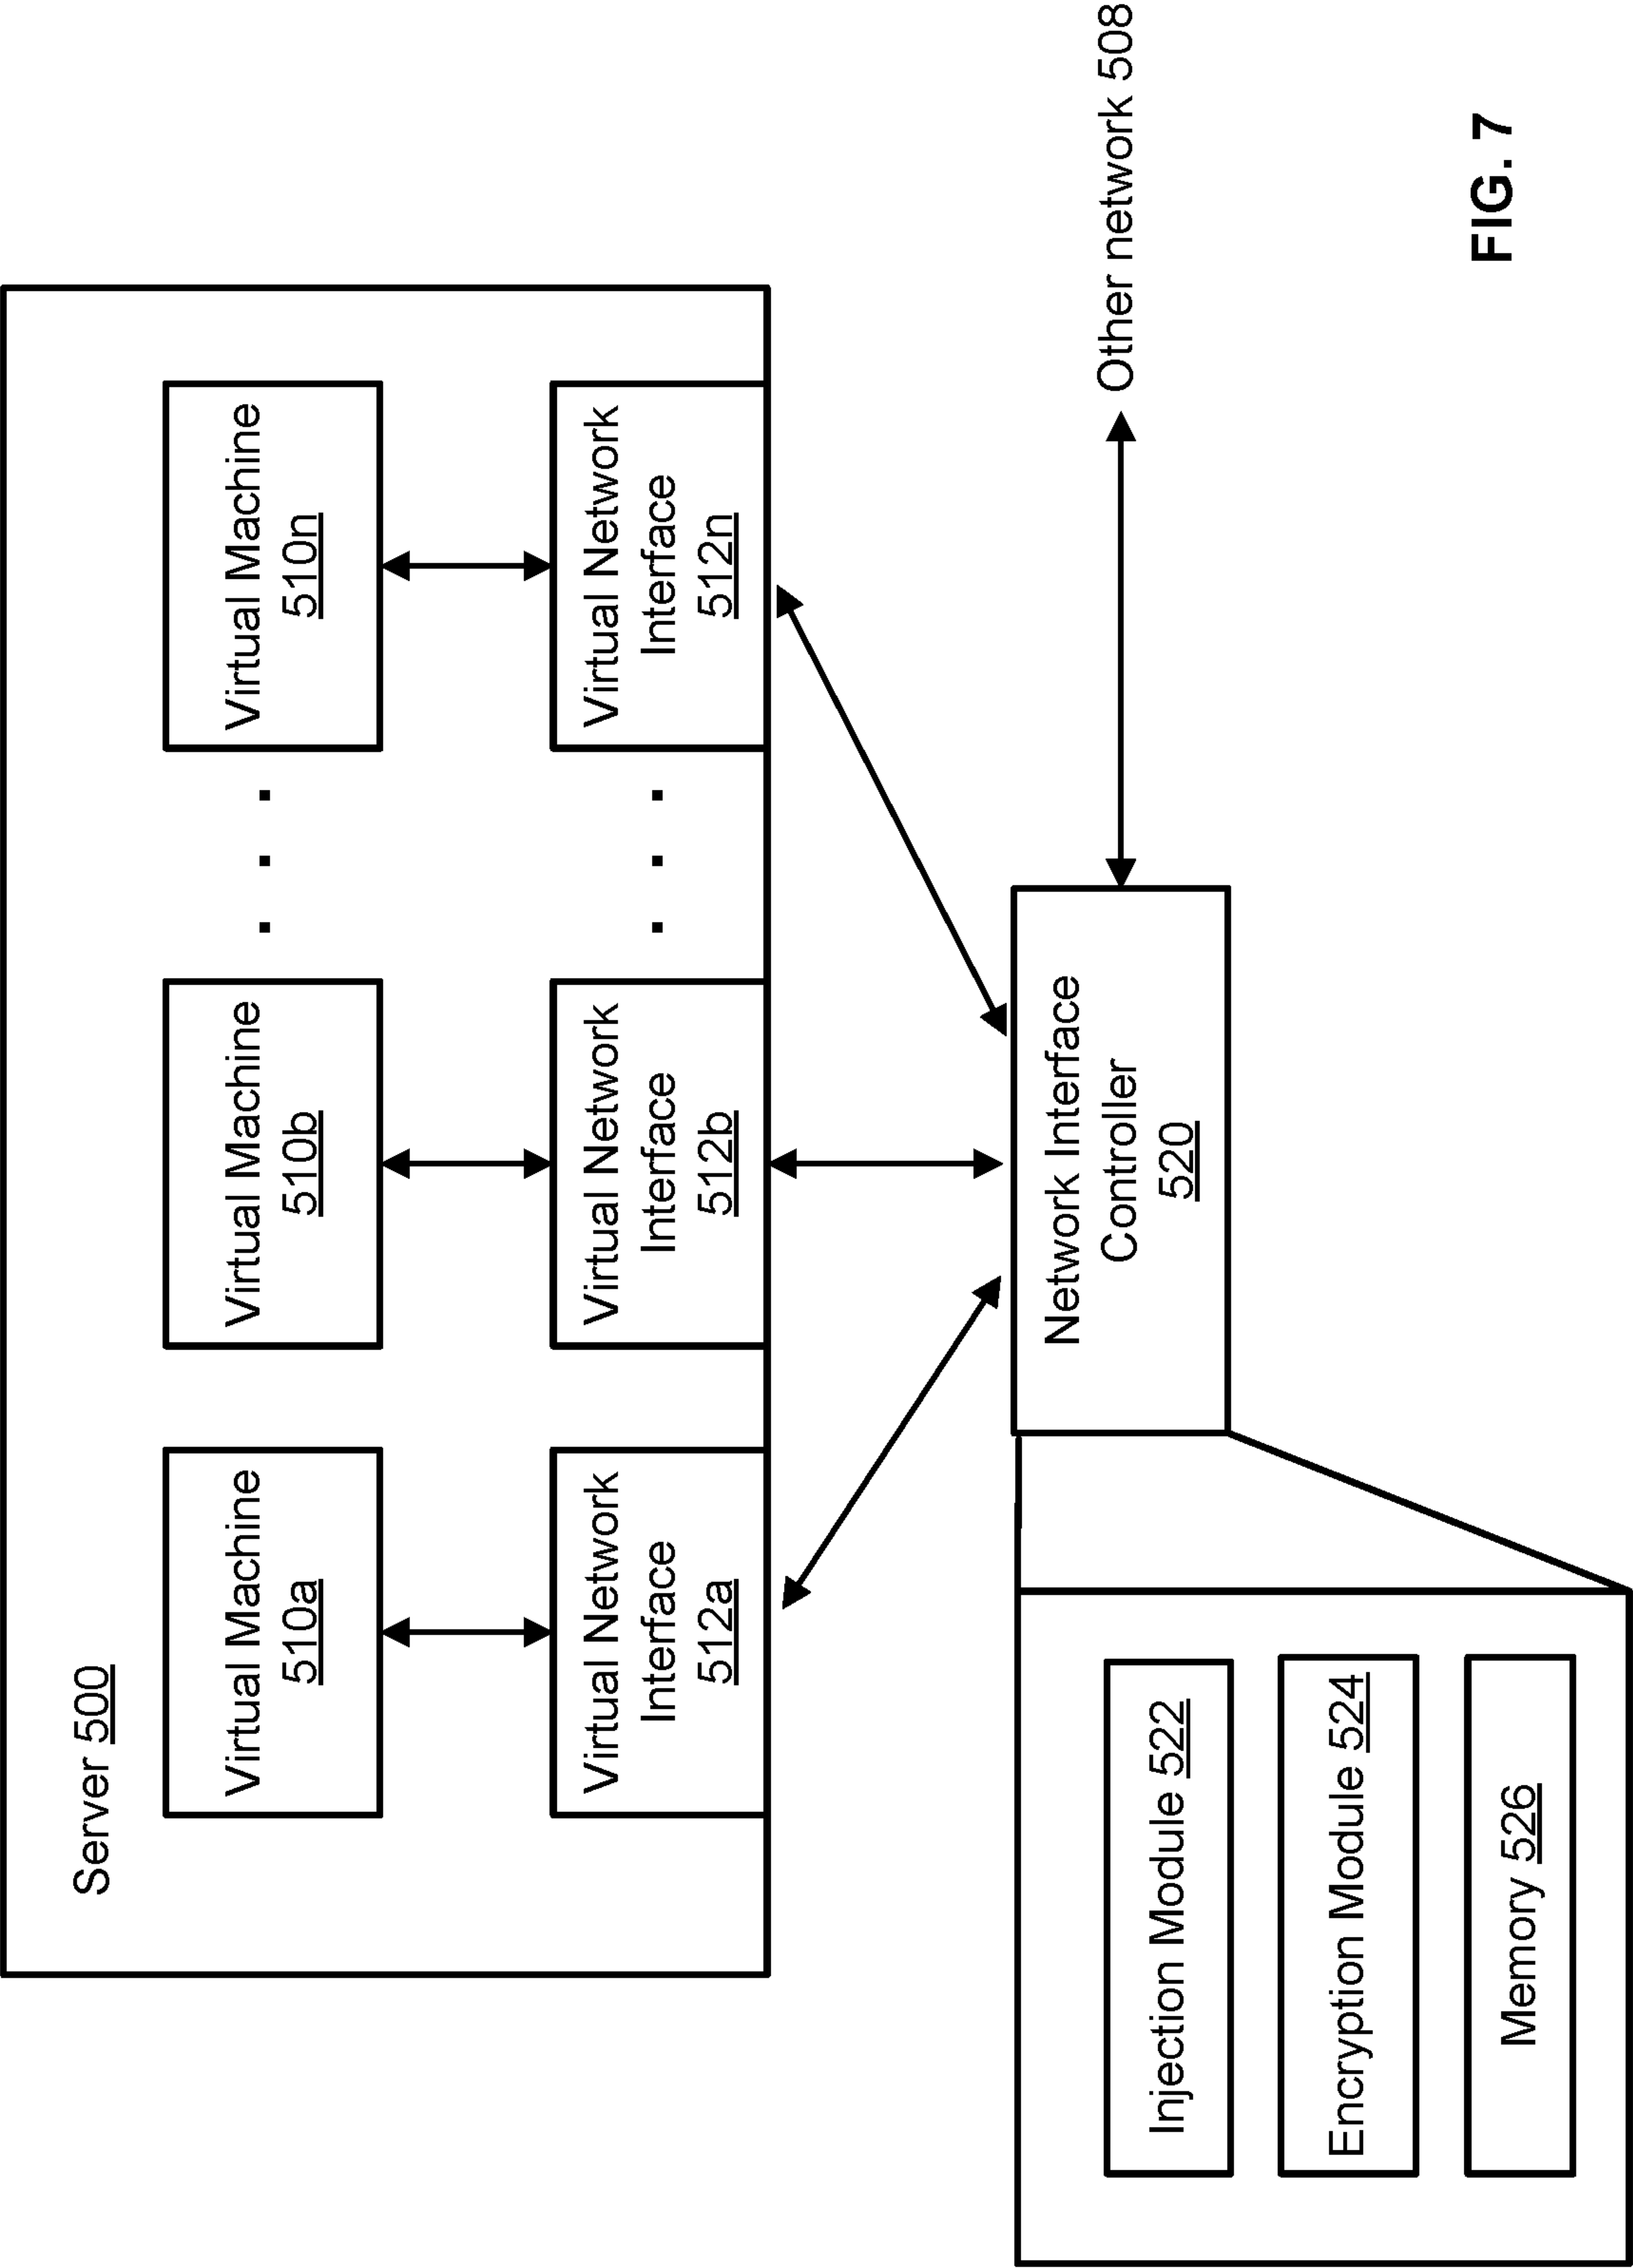 Server 500
Virtual Machine
510a
Virtual Machine
510b
. . .
Virtual Machine
510n
Virtual Network
Interface
512a
Virtual Network
Interface
512b
. . .
Virtual Network
Interface
512n
Network Interface
Controller
520
Other network 508
Injection Module 522
Encryption Module 524
Memory 526
FIG. 7